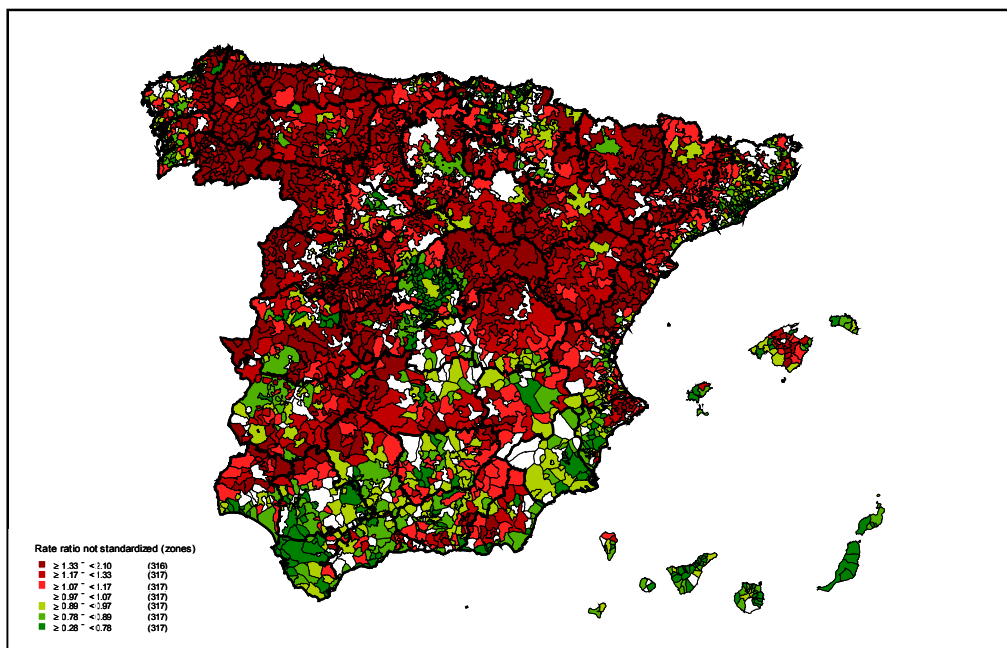 Rate ratio not standardized (zones)
≥ 1.33 - < 2.10 (316)
≥ 1.17 - < 1.33 (317)
≥ 1.07 - < 1.17 (317)
≥ 0.97 - < 1.07 (317)
≥ 0.89 - < 0.97 (317)
≥ 0.78 - < 0.89 (317)
≥ 0.28 - < 0.78 (317)